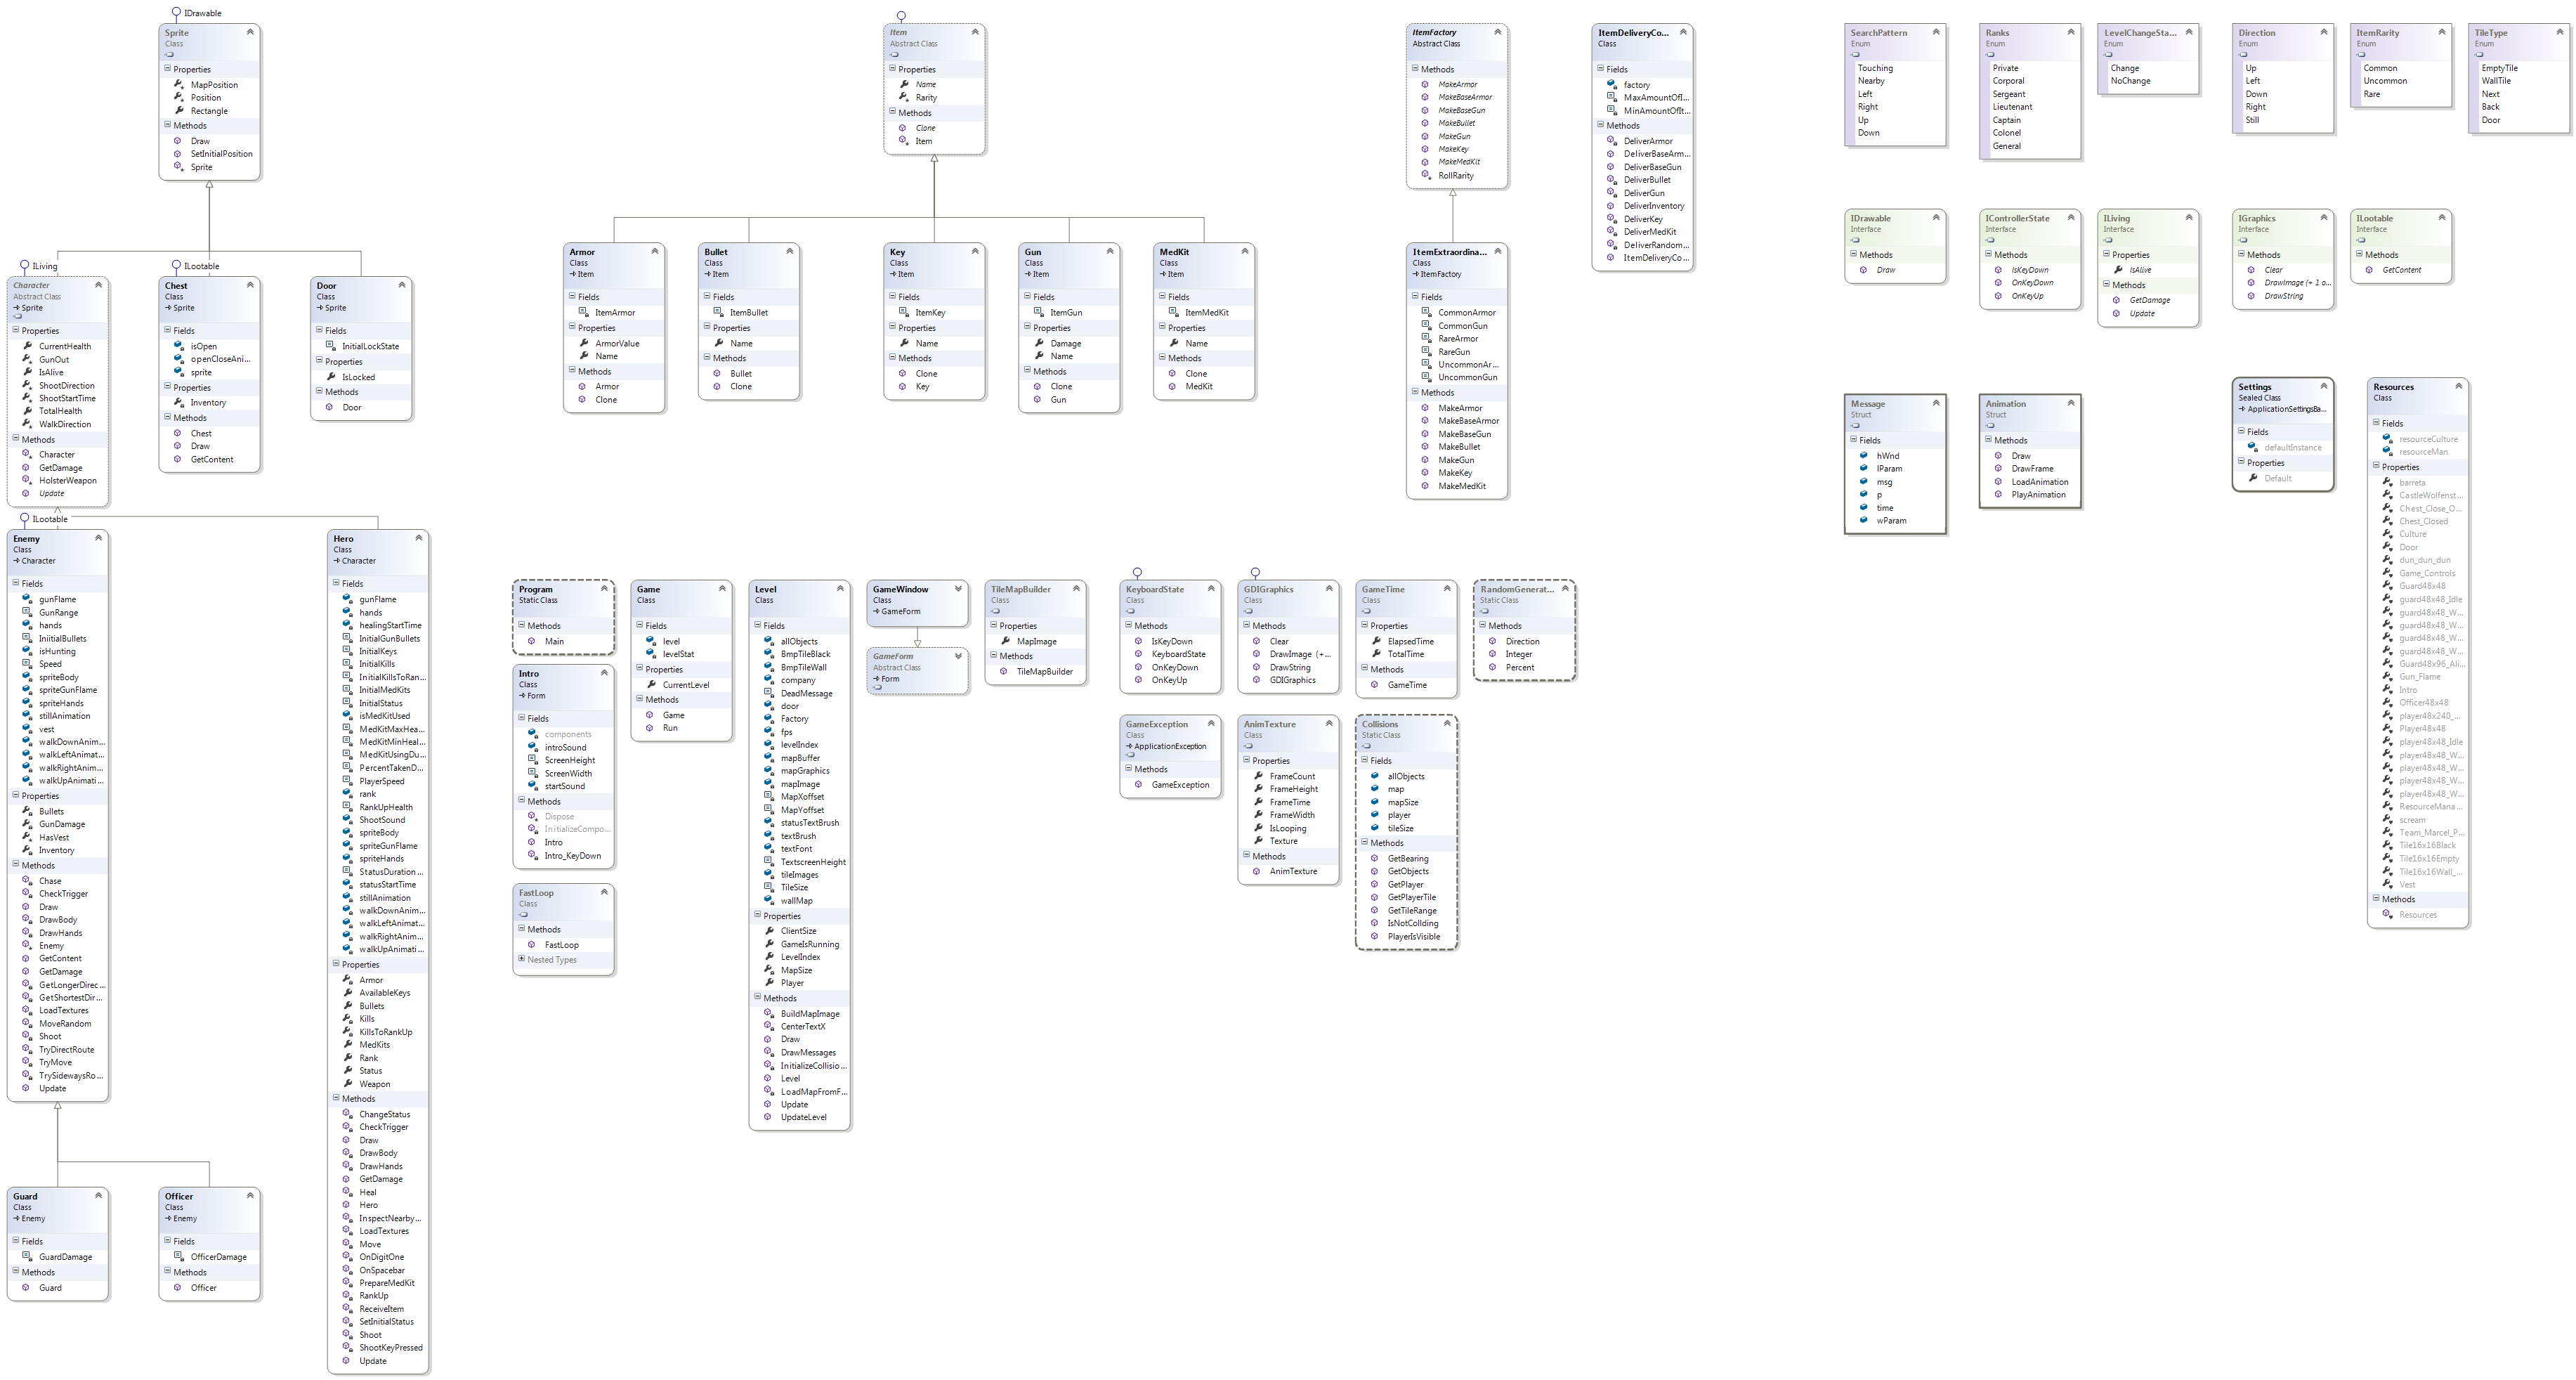 IDrawable
Sprite
Class
Properties
MapPosition
Position
Rectangle
Methods
Draw
SetInitialPosition
Sprite
ILiving
Character
Abstract Class
Sprite
Properties
CurrentHealth
GunOut
IsAlive
ShootDirection
ShootStartTime
TotalHealth
WalkDirection
Methods
Character
GetDamage
HolsterWeapon
Update
ILootable
Chest
Class
Sprite
Fields
isOpen
openCloseAni...
sprite
Properties
Inventory
Methods
Chest
Draw
GetContent
Door
Class
Sprite
Fields
InitialLockState
Properties
IsLocked
Methods
Door
ILootable
Enemy
Class
Character
Fields
gunFlame
GunRange
hands
IniitialBullets
isHunting
Speed
spriteBody
spriteGunFlame
spriteHands
stillAnimation
vest
walkDownAnim...
walkLeftAnimat...
walkRightAnim...
walkUpAnimati...
Properties
Bullets
GunDamage
HasVest
Inventory
Methods
Chase
CheckTrigger
Draw
DrawBody
DrawHands
Enemy
GetContent
GetDamage
GetLongerDirec...
GetShortestDir...
LoadTextures
MoveRandom
Shoot
TryDirectRoute
TryMove
TrySidewaysRo...
Update
Hero
Class
Character
Fields
gunFlame
hands
healingStartTime
InitialGunBullets
InitialKeys
InitialKills
InitialKillsToRan...
InitialMedKits
InitialStatus
isMedKitUsed
MedKitMaxHea...
MedKitMinHeal...
MedKitUsingDu...
PercentTakenD...
PlayerSpeed
rank
RankUpHealth
ShootSound
spriteBody
spriteGunFlame
spriteHands
StatusDuration...
statusStartTime
stillAnimation
walkDownAnim...
walkLeftAnimat...
walkRightAnim...
walkUpAnimati...
Properties
Armor
AvailableKeys
Bullets
Kills
KillsToRankUp
MedKits
Rank
Status
Weapon
Methods
ChangeStatus
CheckTrigger
Draw
DrawBody
DrawHands
GetDamage
Heal
Hero
InspectNearby...
LoadTextures
Move
OnDigitOne
OnSpacebar
PrepareMedKit
RankUp
ReceiveItem
SetInitialStatus
Shoot
ShootKeyPressed
Update
Guard
Class
Enemy
Fields
GuardDamage
Methods
Guard
Officer
Class
Enemy
Fields
OfficerDamage
Methods
Officer
Item
Abstract Class
Properties
Name
Rarity
Methods
Clone
Item
Armor
Class
Item
Fields
ItemArmor
Properties
ArmorValue
Name
Methods
Armor
Clone
Bullet
Class
Item
Fields
ItemBullet
Properties
Name
Methods
Bullet
Clone
Key
Class
Item
Fields
ItemKey
Properties
Name
Methods
Clone
Key
Gun
Class
Item
Fields
ItemGun
Properties
Damage
Name
Methods
Clone
Gun
MedKit
Class
Item
Fields
ItemMedKit
Properties
Name
Methods
Clone
MedKit
ItemFactory
Abstract Class
Methods
MakeArmor
MakeBaseArmor
MakeBaseGun
MakeBullet
MakeGun
MakeKey
MakeMedKit
RollRarity
ItemExtraordina...
Class
ItemFactory
Fields
CommonArmor
CommonGun
RareArmor
RareGun
UncommonAr...
UncommonGun
Methods
MakeArmor
MakeBaseArmor
MakeBaseGun
MakeBullet
MakeGun
MakeKey
MakeMedKit
ItemDeliveryCo...
Class
Fields
factory
MaxAmountOfI...
MinAmountOfIt...
Methods
DeliverArmor
DeliverBaseArm...
DeliverBaseGun
DeliverBullet
DeliverGun
DeliverInventory
DeliverKey
DeliverMedKit
DeliverRandom...
ItemDeliveryCo...
Program
Static Class
Methods
Main
Intro
Class
Form
Fields
components
introSound
ScreenHeight
ScreenWidth
startSound
Methods
Dispose
InitializeCompo...
Intro
Intro_KeyDown
FastLoop
Class
Methods
FastLoop
Nested Types
Game
Class
Fields
level
levelStat
Properties
CurrentLevel
Methods
Game
Run
Level
Class
Fields
allObjects
BmpTileBlack
BmpTileWall
company
DeadMessage
door
Factory
fps
levelIndex
mapBuffer
mapGraphics
mapImage
MapXoffset
MapYoffset
statusTextBrush
textBrush
textFont
TextscreenHeight
tileImages
TileSize
wallMap
Properties
ClientSize
GameIsRunning
LevelIndex
MapSize
Player
Methods
BuildMapImage
CenterTextX
Draw
DrawMessages
InitializeCollisio...
Level
LoadMapFromF...
Update
UpdateLevel
GameWindow
Class
GameForm
GameForm
Abstract Class
Form
TileMapBuilder
Class
Properties
MapImage
Methods
TileMapBuilder
KeyboardState
Class
Methods
IsKeyDown
KeyboardState
OnKeyDown
OnKeyUp
GDIGraphics
Class
Methods
Clear
DrawImage (+...
DrawString
GDIGraphics
GameTime
Class
Properties
ElapsedTime
TotalTime
Methods
GameTime
RandomGenerat...
Static Class
Methods
Direction
Integer
Percent
GameException
Class
ApplicationException
Methods
GameException
AnimTexture
Class
Properties
FrameCount
FrameHeight
FrameTime
FrameWidth
IsLooping
Texture
Methods
AnimTexture
Collisions
Static Class
Fields
allObjects
map
mapSize
player
tileSize
Methods
GetBearing
GetObjects
GetPlayer
GetPlayerTile
GetTileRange
IsNotColliding
PlayerIsVisible
SearchPattern
Enum
Touching
Nearby
Left
Right
Up
Down
Ranks
Enum
Private
Corporal
Sergeant
Lieutenant
Captain
Colonel
General
LevelChangeSta...
Enum
Change
NoChange
Direction
Enum
Up
Left
Down
Right
Still
ItemRarity
Enum
Common
Uncommon
Rare
TileType
Enum
EmptyTile
WallTile
Next
Back
Door
IDrawable
Interface
Methods
Draw
IControllerState
Interface
Methods
IsKeyDown
OnKeyDown
OnKeyUp
ILiving
Interface
Properties
IsAlive
Methods
GetDamage
Update
IGraphics
Interface
Methods
Clear
DrawImage (+ 1 o...
DrawString
ILootable
Interface
Methods
GetContent
Message
Struct
Fields
hWnd
lParam
msg
p
time
wParam
Animation
Struct
Methods
Draw
DrawFrame
LoadAnimation
PlayAnimation
Settings
Sealed Class
ApplicationSettingsBa...
Fields
defaultInstance
Properties
Default
Resources
Class
Fields
resourceCulture
resourceMan
Properties
barreta
CastleWolfenst...
Chest_Close_O...
Chest_Closed
Culture
Door
dun_dun_dun
Game_Controls
Guard48x48
guard48x48_Idle
guard48x48_W...
guard48x48_W...
guard48x48_W...
guard48x48_W...
Guard48x96_Ali...
Gun_Flame
Intro
Officer48x48
player48x240_...
Player48x48
player48x48_Idle
player48x48_W...
player48x48_W...
player48x48_W...
player48x48_W...
ResourceMana...
scream
Team_Marcel_P...
Tile16x16Black
Tile16x16Empty
Tile16x16Wall_...
Vest
Methods
Resources